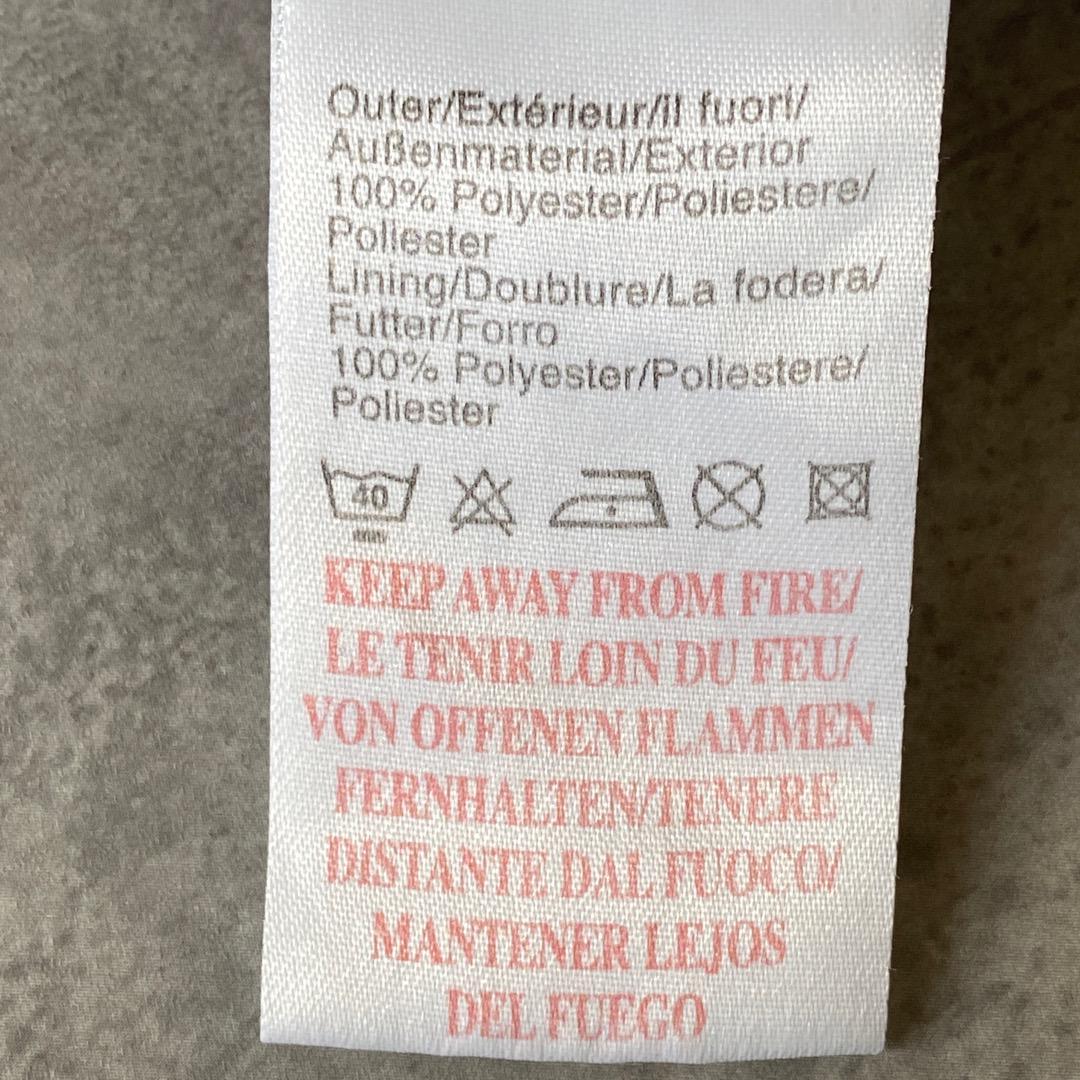 Outer/Extérieur/Il fuori/
Außenmaterial/Exterior
100% Polyester/Poliestere/
Poliester
Lining/Doublure/La fodera/
Futter/Forro
100% Polyester/Poliestere/
Poliester
40
KEEP AWAY FROM FIRE/
LE TENIR LOIN DU FEU/
VON OFFENEN FLAMMEN
FERNHALTEN/TENERE
DISTANTE DAL FUOCO/
MANTENER LEJOS
DEL FUEGO